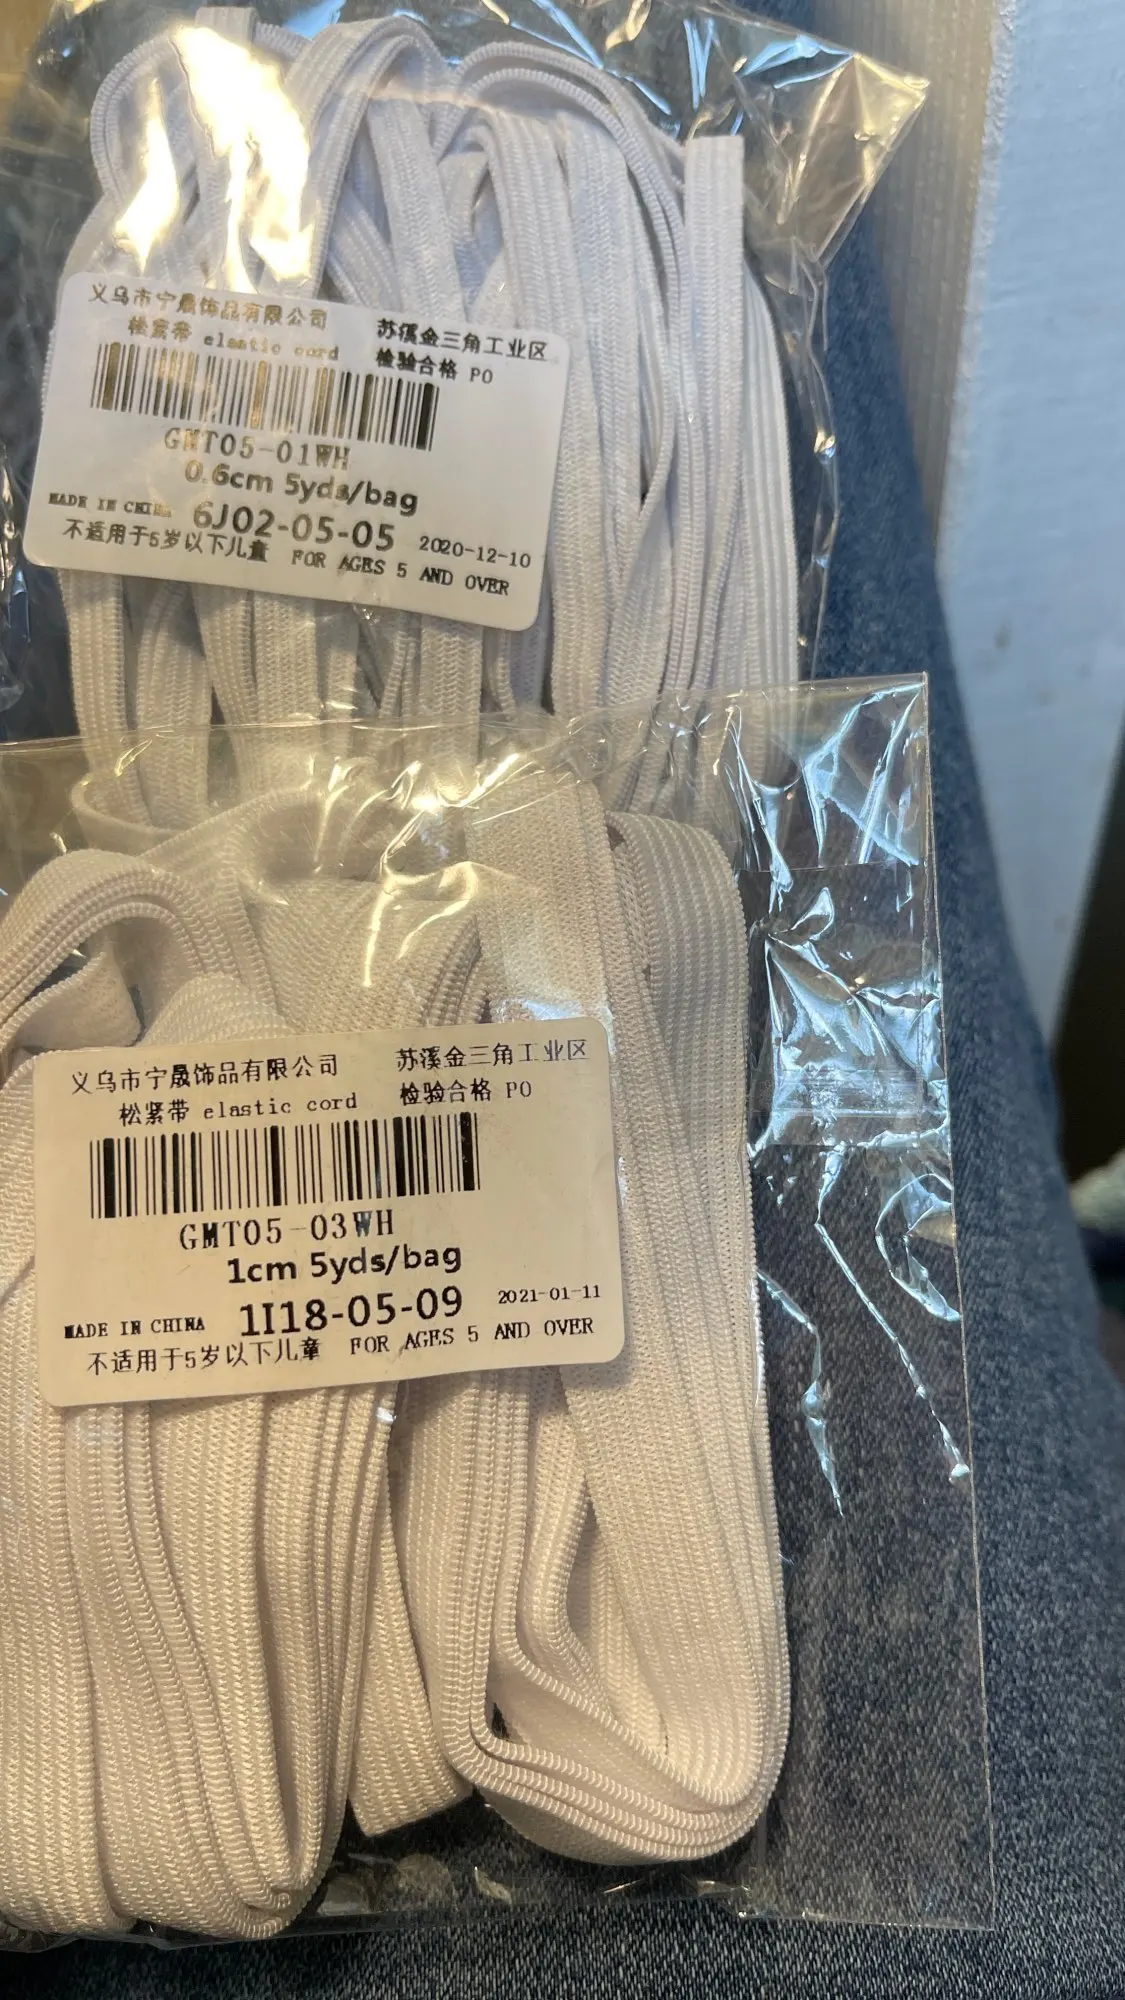 义乌市宁晟饰品有限公司 苏溪金三角工业区
松紧带 elastic cord 检验合格 PO
GMT05-01WH
0.6cm 5yds/bag
MADE IN CHINA 6J02-05-05 2020-12-10
不适用于5岁以下儿童 FOR AGES 5 AND OVER
义乌市宁晟饰品有限公司 苏溪金三角工业区
松紧带 elastic cord 检验合格 PO
GMT05-03WH
1cm 5yds/bag
MADE IN CHINA 1I18-05-09 2021-01-11
不适用于5岁以下儿童 FOR AGES 5 AND OVER